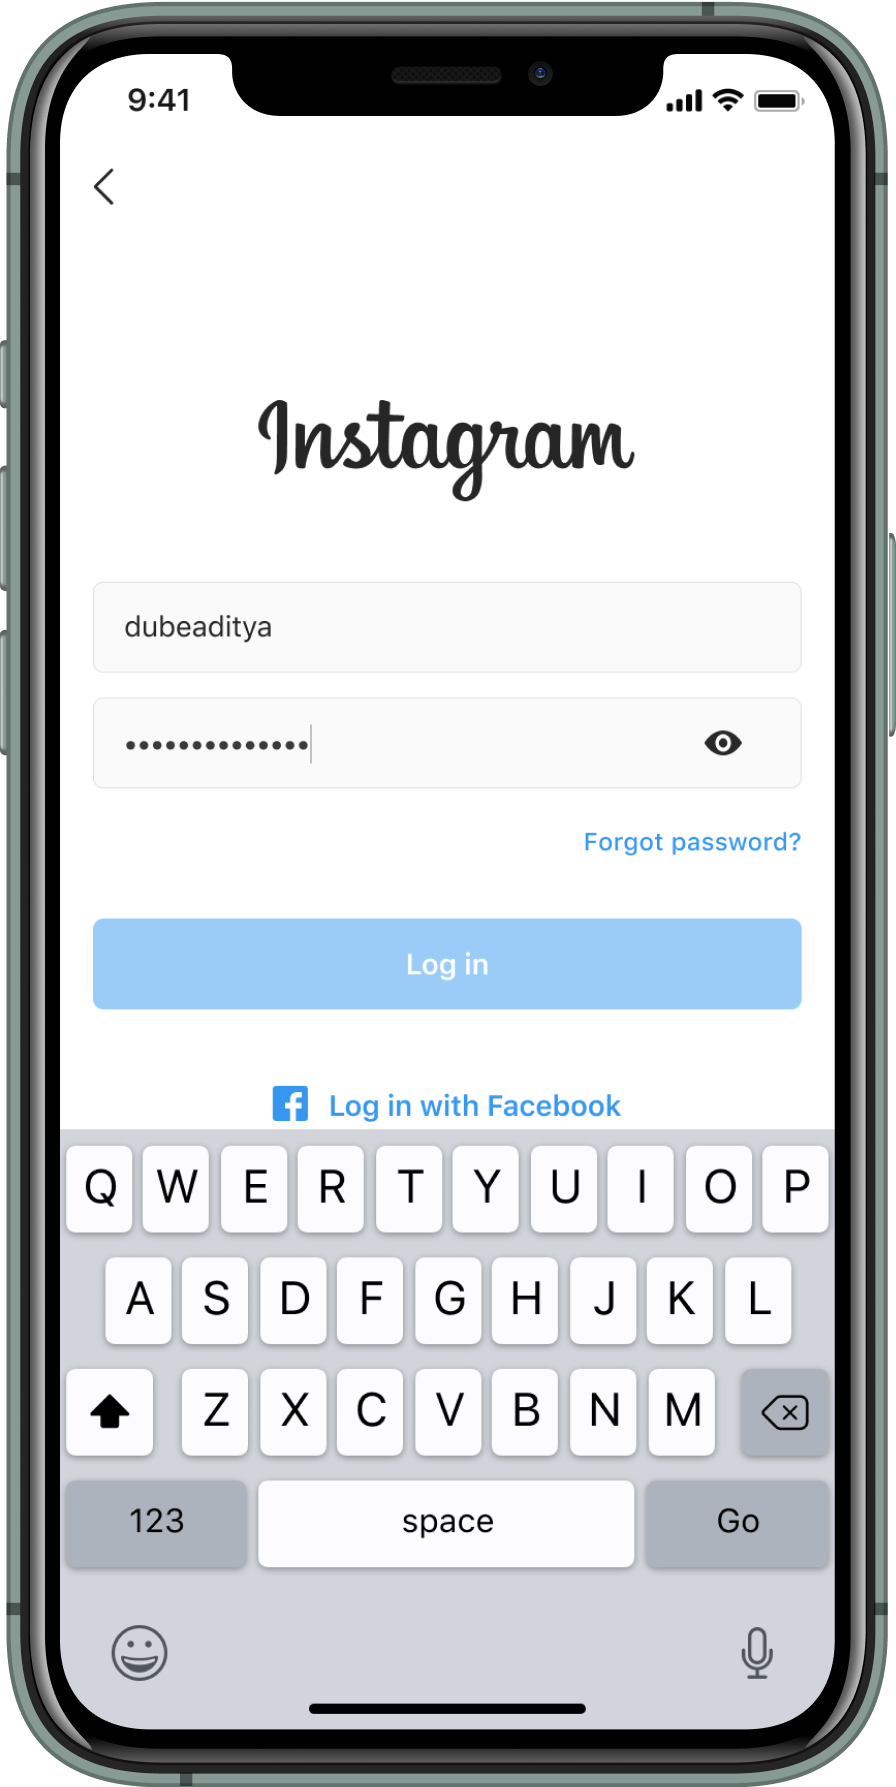 9:41
Instagram
dubeaditya
••••••••••••••
Forgot password?
Log in
Log in with Facebook
Q W E R T Y U I O P
A S D F G H J K L
Z X C V B N M
123 space Go